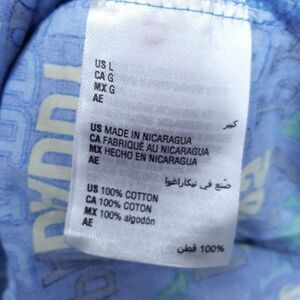 US L
CA G
MX G
AE
كبير
US MADE IN NICARAGUA
CA FABRIQUÉ AU NICARAGUA
MX HECHO EN NICARAGUA
AE
صنع في نيكاراغوا
US 100% COTTON
CA 100% COTON
MX 100% algodón
AE
100% قطن